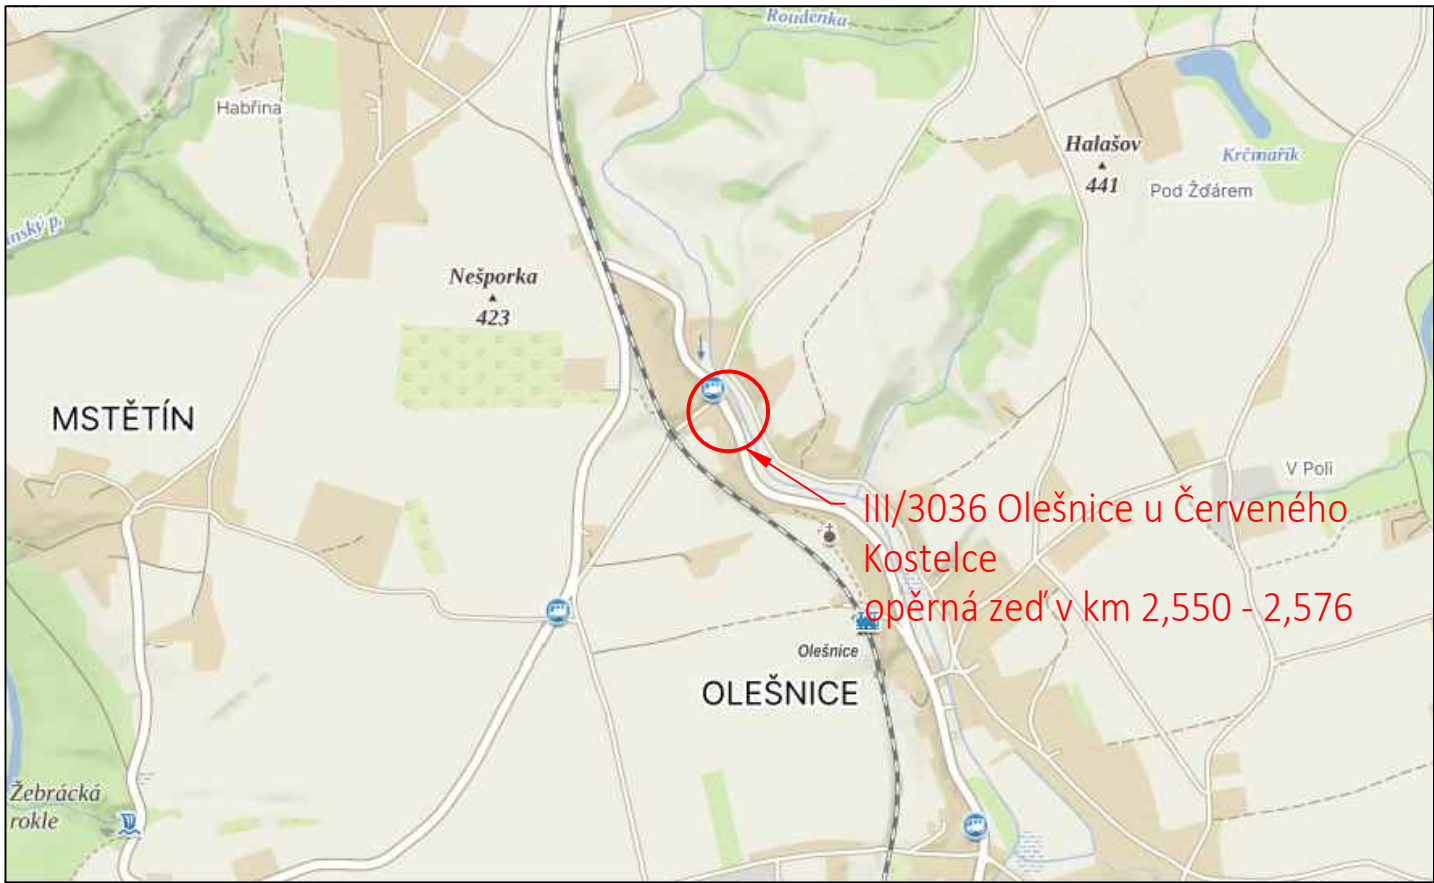 Roudenka
Habřina
Halašov
441
Krčmařík
Pod Žďárem
nský p.
Nešporka
423
MSTĚTÍN
V Poli
III/3036 Olešnice u Červeného
Kostelce
opěrná zeď v km 2,550 - 2,576
Olešnice
OLEŠNICE
Žebrácká
rokle